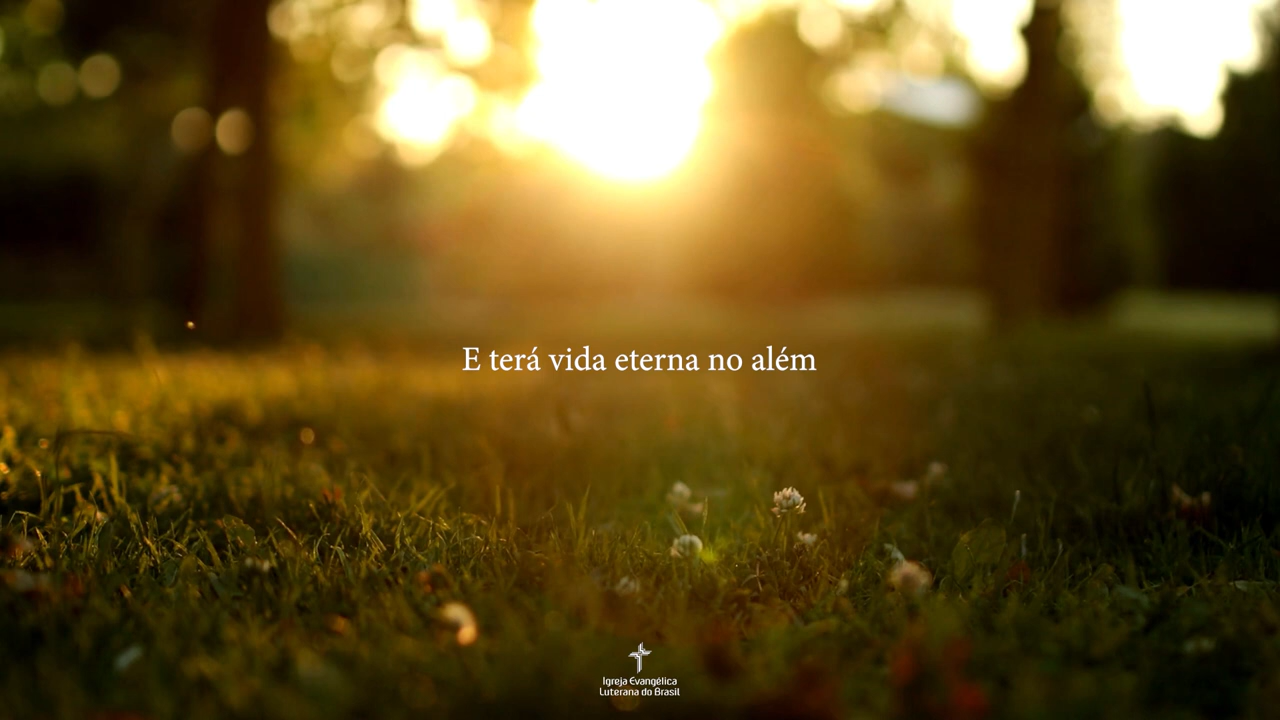 E terá vida eterna no além
Igreja Evangélica
Luterana do Brasil